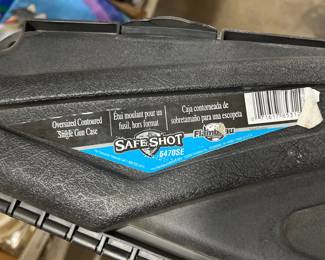 Oversized Contoured
Single Gun Case
Étui moulant pour un
fusil, hors format
Caja contorneada de
sobretamaño para una escopeta
SAFE SHOT
6470SE